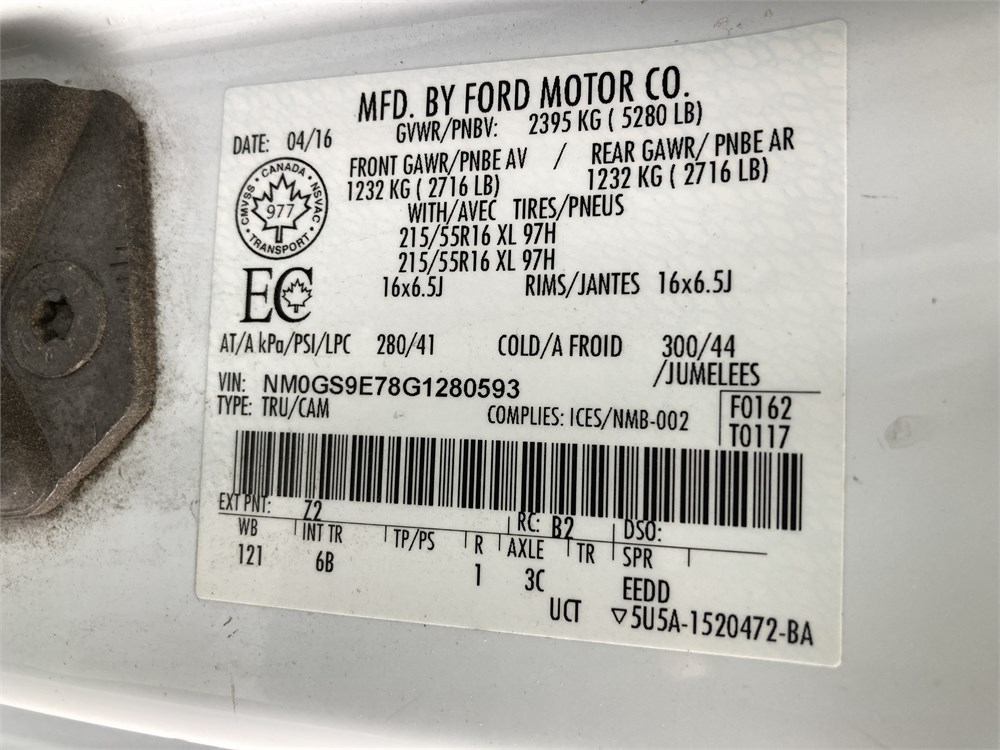 MFD. BY FORD MOTOR CO.
DATE: 04/16
GVWR/PNBV: 2395 KG ( 5280 LB)
FRONT GAWR/PNBE AV / REAR GAWR/ PNBE AR
1232 KG ( 2716 LB) 1232 KG ( 2716 LB)
WITH/AVEC TIRES/PNEUS
215/55R16 XL 97H
215/55R16 XL 97H
16x6.5J RIMS/JANTES 16x6.5J
CANADA
CMVSS NSVAC
977
TRANSPORT
EC
AT/A kPa/PSI/LPC 280/41 COLD/A FROID 300/44
/JUMELEES
VIN: NM0GS9E78G1280593
TYPE: TRU/CAM COMPLIES: ICES/NMB-002
F0162
T0117
EXT PNT: Z2 RC: B2 DSO:
WB INT TR TP/PS R AXLE TR SPR
121 6B 1 3C EEDD
UCT ▽5U5A-1520472-BA